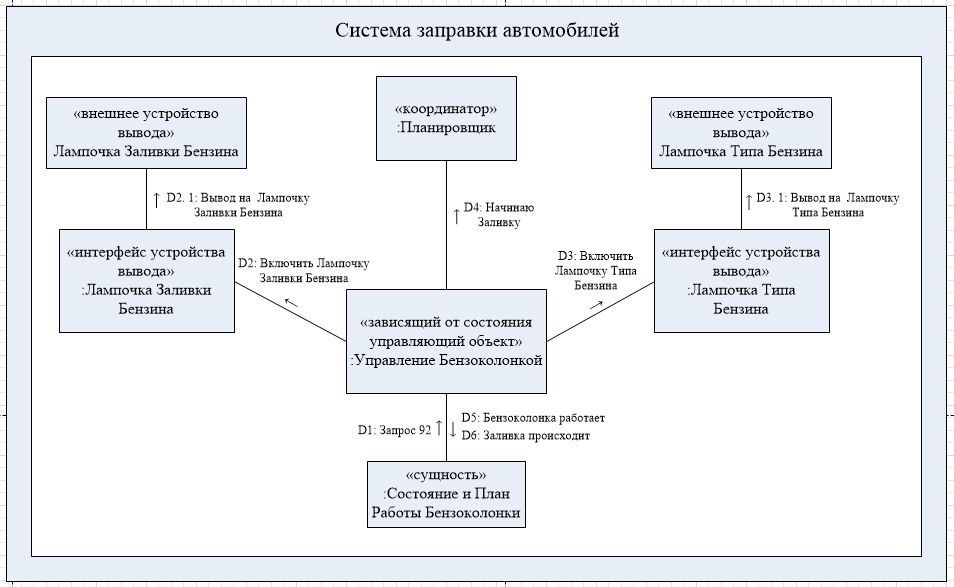 Система заправки автомобилей
«внешнее устройство
вывода»
Лампочка Заливки Бензина
«координатор»
:Планировщик
«внешнее устройство
вывода»
Лампочка Типа Бензина
D2. 1: Вывод на Лампочку
Заливки Бензина
D4: Начинаю
Заливку
D3. 1: Вывод на Лампочку
Типа Бензина
«интерфейс устройства
вывода»
:Лампочка Заливки
Бензина
D2: Включить Лампочку
Заливки Бензина
D3: Включить
Лампочку Типа
Бензина
«интерфейс устройства
вывода»
:Лампочка Типа
Бензина
«зависящий от состояния
управляющий объект»
:Управление Бензоколонкой
D1: Запрос 92
D5: Бензоколонка работает
D6: Заливка происходит
«сущность»
:Состояние и План
Работы Бензоколонки